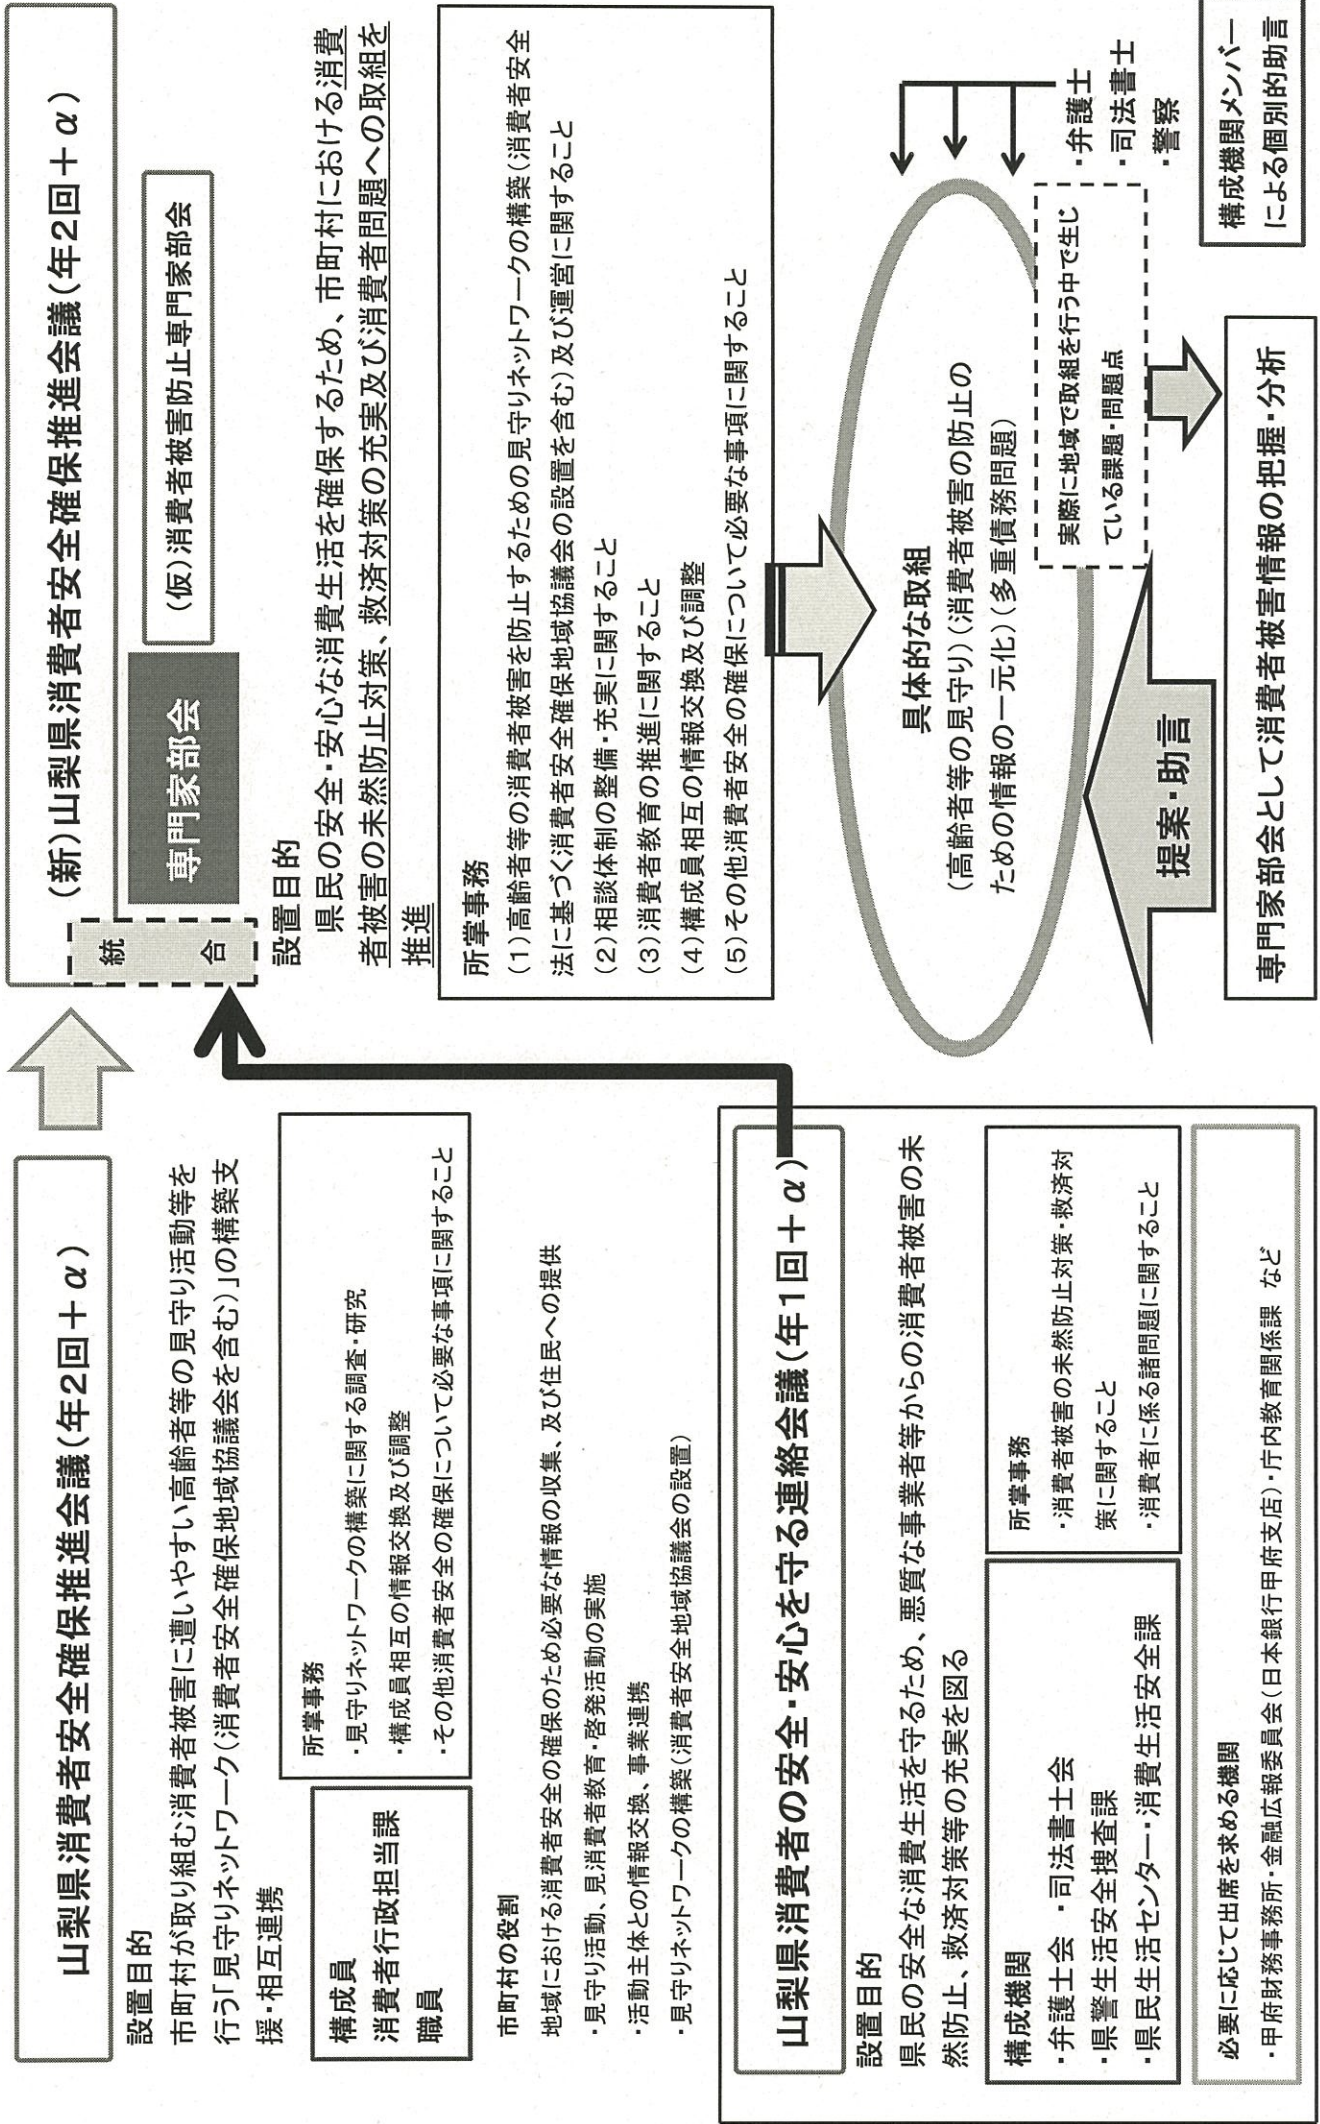 山梨県消費者安全確保推進会議(年2回＋α)
設置目的
市町村が取り組む消費者被害に遭いやすい高齢者等の見守り活動等を
行う「見守りネットワーク(消費者安全確保地域協議会を含む)」の構築支
援・相互連携
構成員
消費者行政担当課
職員
所掌事務
・見守りネットワークの構築に関する調査・研究
・構成員相互の情報交換及び調整
・その他消費者安全の確保について必要な事項に関すること
市町村の役割
地域における消費者安全の確保のため必要な情報の収集、及び住民への提供
・見守り活動、見消費者教育・啓発活動の実施
・活動主体との情報交換、事業連携
・見守りネットワークの構築(消費者安全地域協議会の設置)
山梨県消費者の安全・安心を守る連絡会議(年1回＋α)
設置目的
県民の安全な消費生活を守るため、悪質な事業者等からの消費者被害の未
然防止、救済対策等の充実を図る
構成機関
・弁護士会 ・司法書士会
・県警生活安全捜査課
・県民生活センター・消費生活安全課
所掌事務
・消費者被害の未然防止対策・救済対
策に関すること
・消費者に係る諸問題に関すること
必要に応じて出席を求める機関
・甲府財務事務所・金融広報委員会(日本銀行甲府支店)・庁内教育関係課 など
(新)山梨県消費者安全確保推進会議(年2回＋α)
統
合
専門家部会
(仮)消費者被害防止専門家部会
設置目的
県民の安全・安心な消費生活を確保するため、市町村における消費
者被害の未然防止対策、救済対策の充実及び消費者問題への取組を
推進
所掌事務
(1)高齢者等の消費者被害を防止するための見守りネットワークの構築(消費者安全
法に基づく消費者安全確保地域協議会の設置を含む)及び運営に関すること
(2)相談体制の整備・充実に関すること
(3)消費者教育の推進に関すること
(4)構成員相互の情報交換及び調整
(5)その他消費者安全の確保について必要な事項に関すること
具体的な取組
(高齢者等の見守り)(消費者被害の防止の
ための情報の一元化)(多重債務問題)
実際に地域で取組を行う中で生じ
ている課題・問題点
・弁護士
・司法書士
・警察
構成機関メンバー
による個別的助言
提案・助言
専門家部会として消費者被害情報の把握・分析